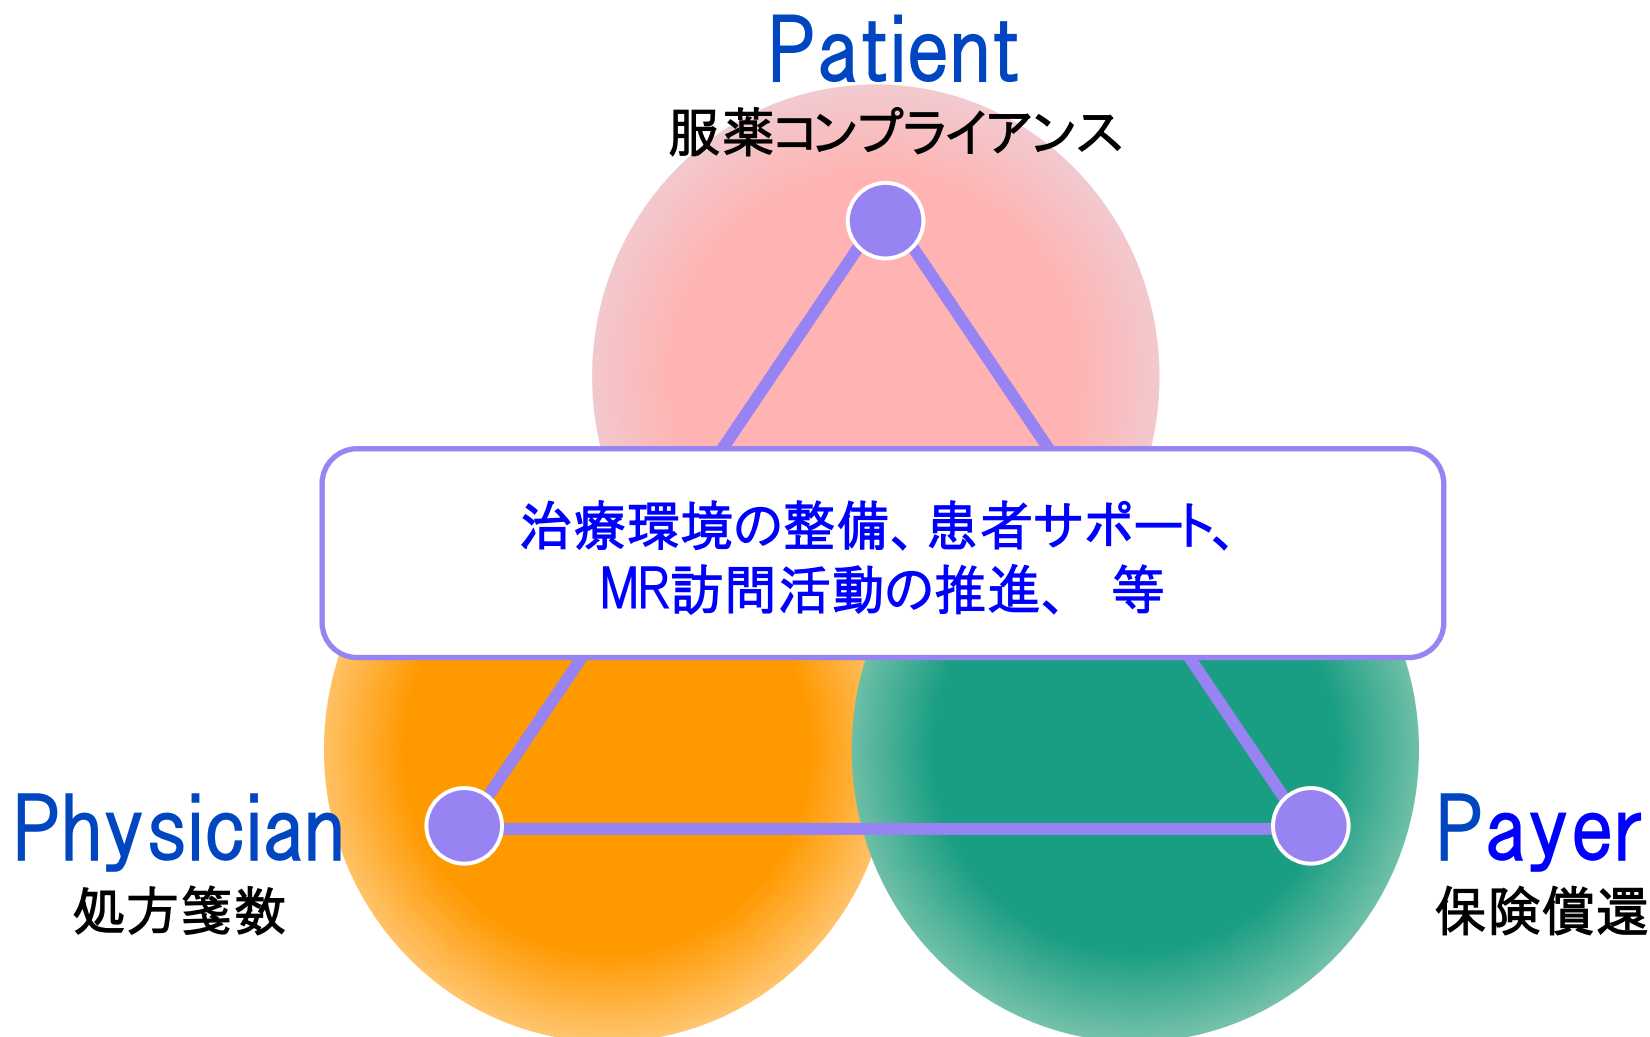 Patient
服薬コンプライアンス
治療環境の整備、患者サポート、
MR訪問活動の推進、 等
Physician
処方箋数
Payer
保険償還